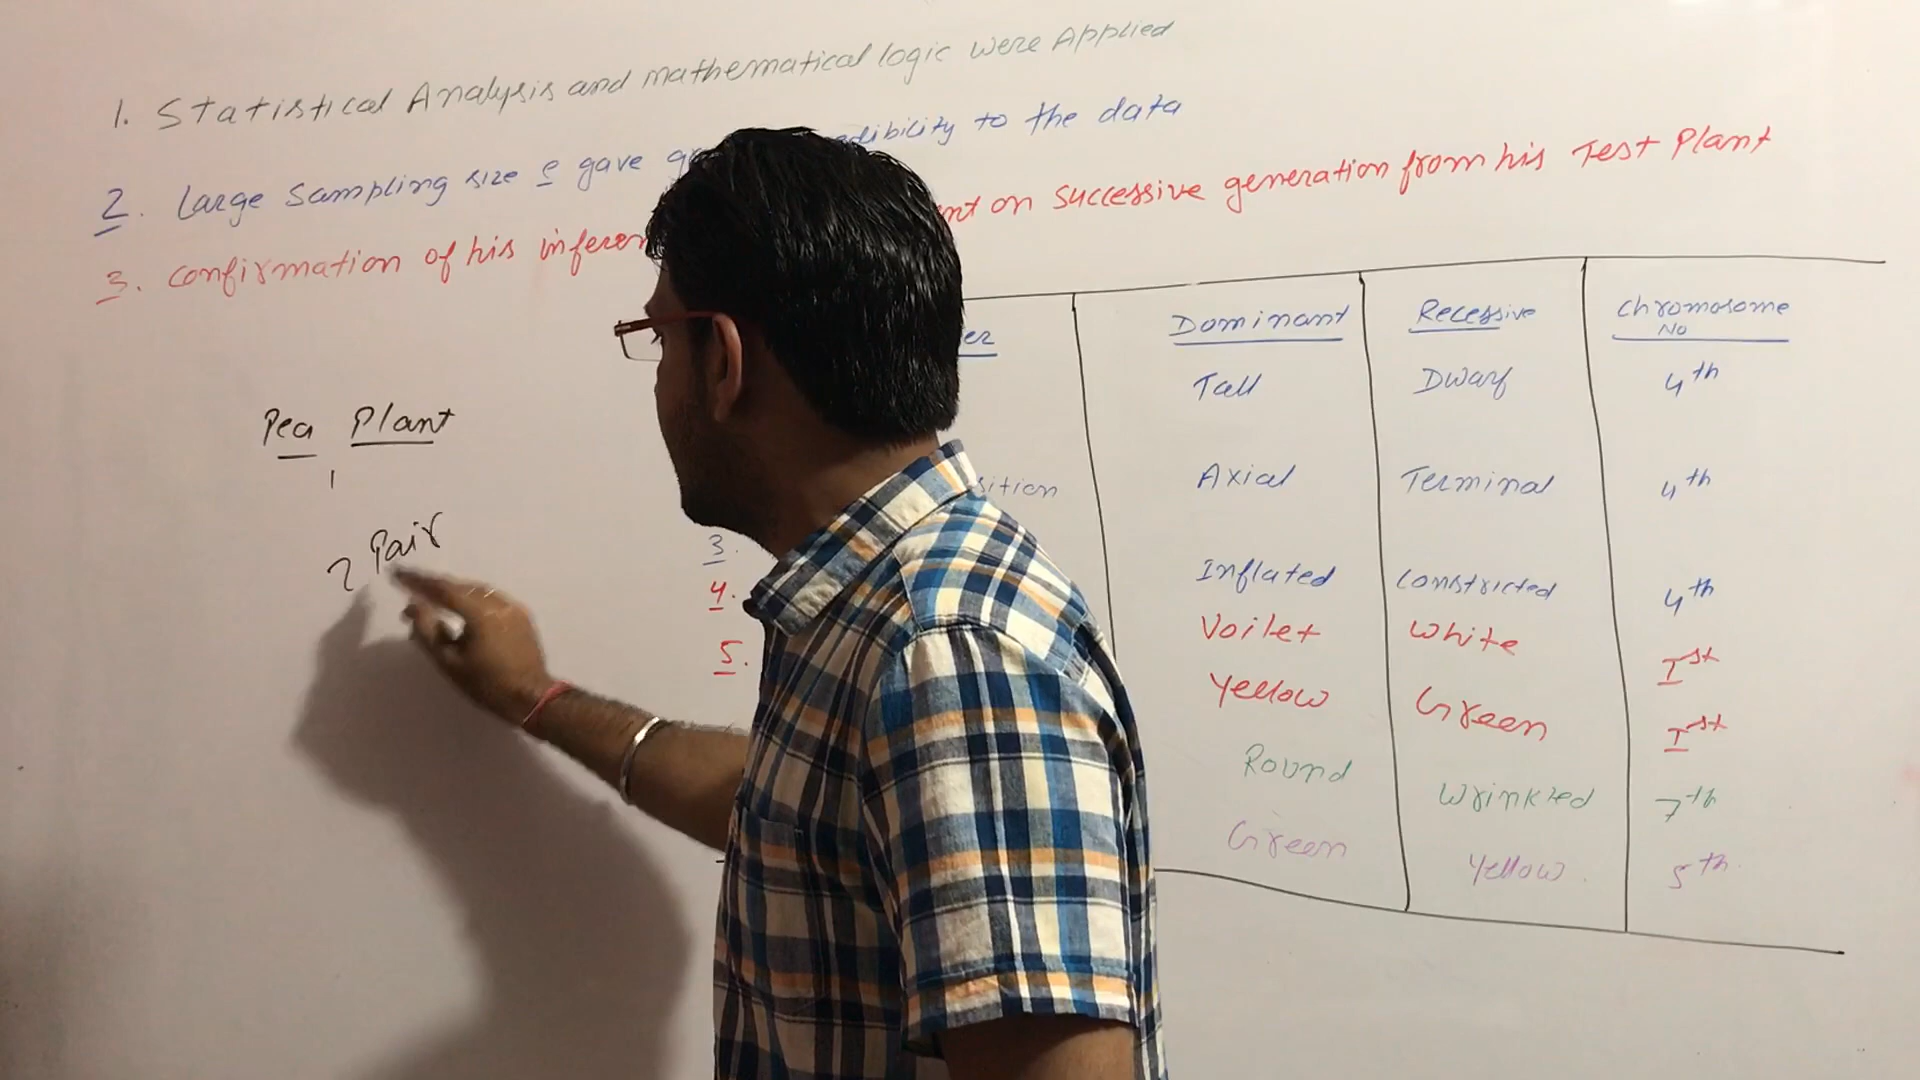 1. Statistical Analysis and mathematical logic were Applied
2. Large Sampling size e gave to the data
3. confirmation of his on successive generation from his Test Plant
Dominant Recessive Chromosome No
Tall Dwarf 4th
Pea Plant
Axial Terminal 4th
2 Pair
3. Inflated constricted 4th
4. Voilet white Ist
5. Yellow Green Ist
Round wrinkled 7th
Green Yellow 5th